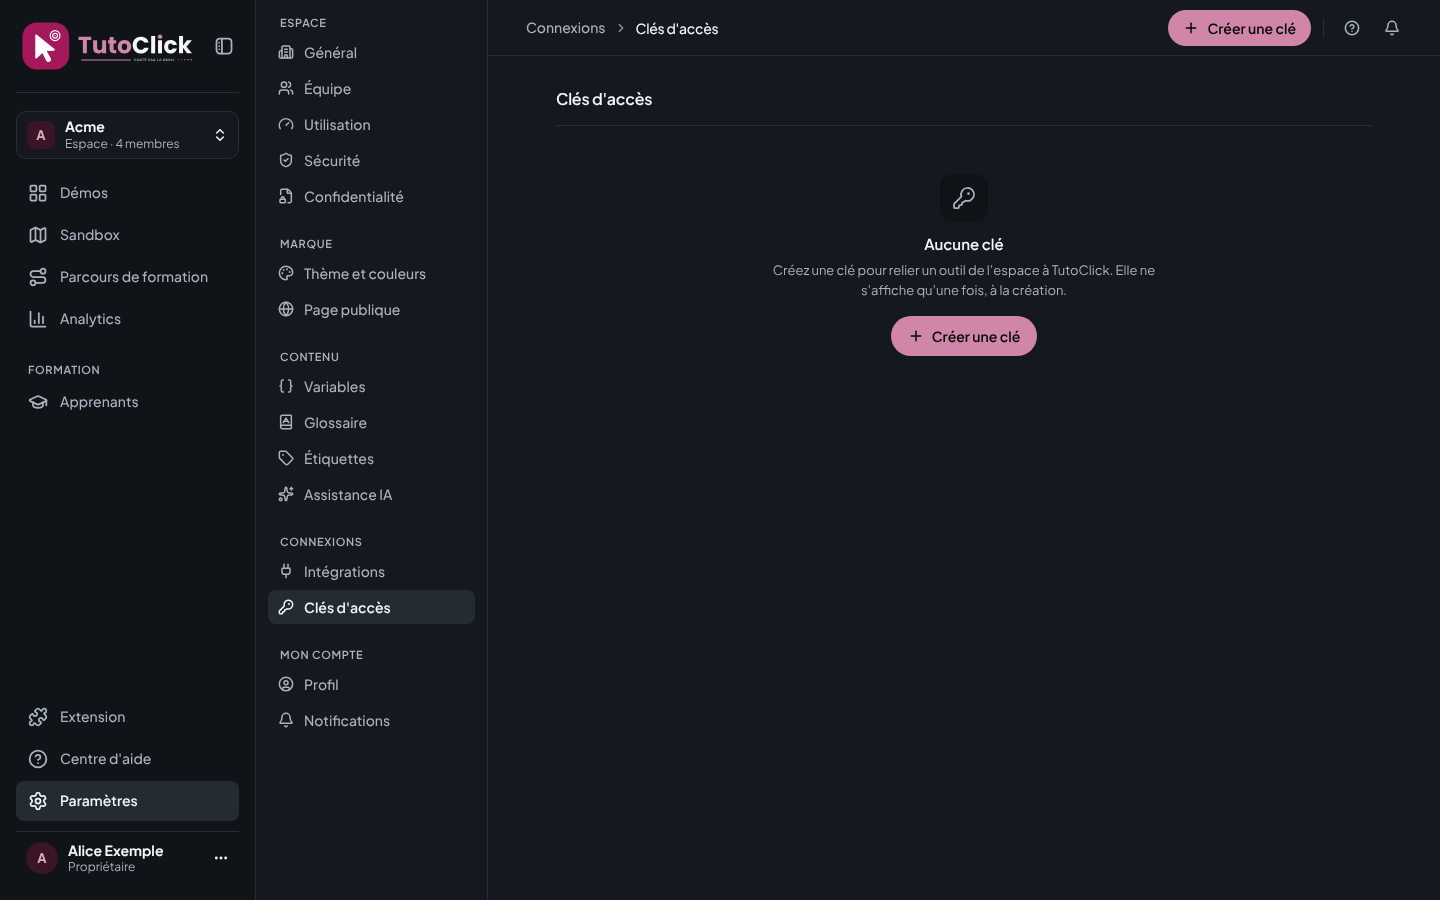 TutoClick
Acme
Espace · 4 membres
Démos
Sandbox
Parcours de formation
Analytics
FORMATION
Apprenants
Extension
Centre d'aide
Paramètres
A
Alice Exemple
Propriétaire
A
ESPACE
Général
Équipe
Utilisation
Sécurité
Confidentialité
MARQUE
Thème et couleurs
Page publique
CONTENU
Variables
Glossaire
Étiquettes
Assistance IA
CONNEXIONS
Intégrations
Clés d'accès
MON COMPTE
Profil
Notifications
Connexions > Clés d'accès
+ Créer une clé
Clés d'accès
Aucune clé
Créez une clé pour relier un outil de l'espace à TutoClick. Elle ne
s'affiche qu'une fois, à la création.
+ Créer une clé